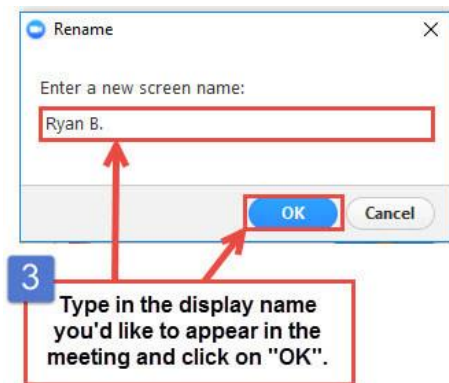 Rename
Enter a new screen name:
Ryan B.
OK
Cancel
3
Type in the display name
you'd like to appear in the
meeting and click on "OK".